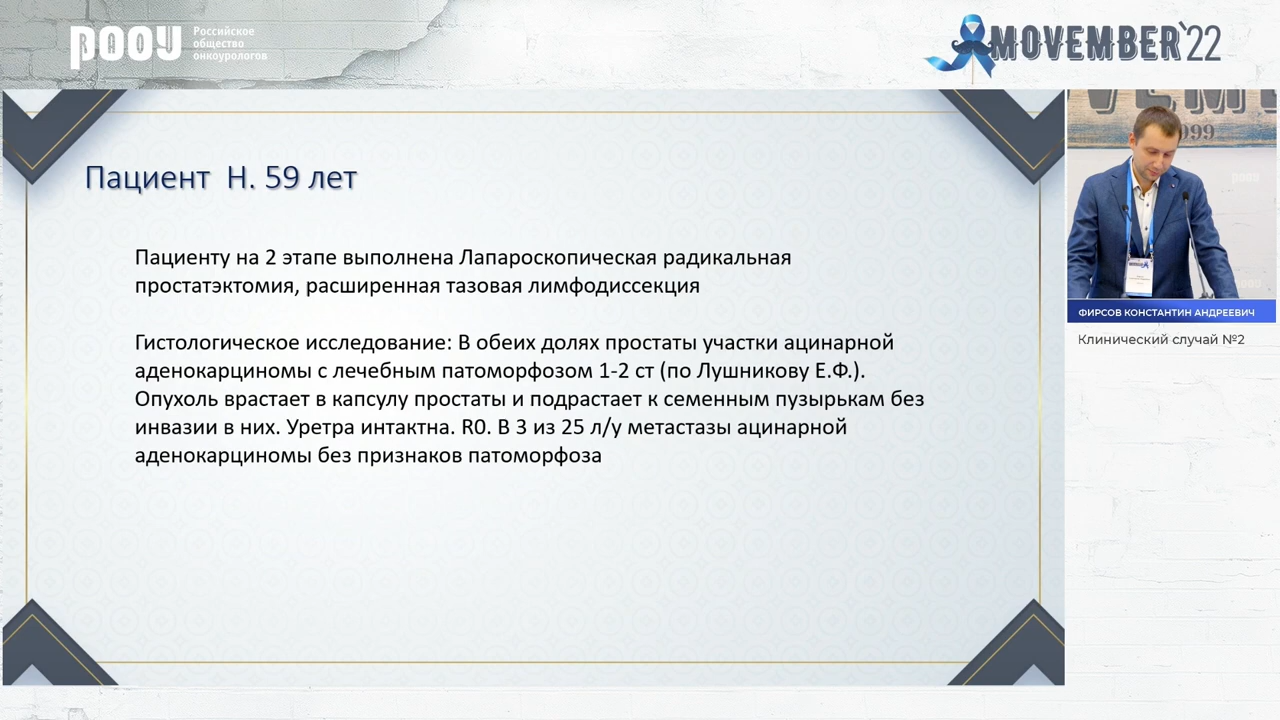 РООУ
Российское
общество
онкоурологов
MOVEMBER'22
Пациент Н. 59 лет
Пациенту на 2 этапе выполнена Лапароскопическая радикальная
простатэктомия, расширенная тазовая лимфодиссекция
Гистологическое исследование: В обеих долях простаты участки ацинарной
аденокарциномы с лечебным патоморфозом 1-2 ст (по Лушникову Е.Ф.).
Опухоль врастает в капсулу простаты и подрастает к семенным пузырькам без
инвазии в них. Уретра интактна. R0. В 3 из 25 л/у метастазы ацинарной
аденокарциномы без признаков патоморфоза
ФИРСОВ КОНСТАНТИН АНДРЕЕВИЧ
Клинический случай №2